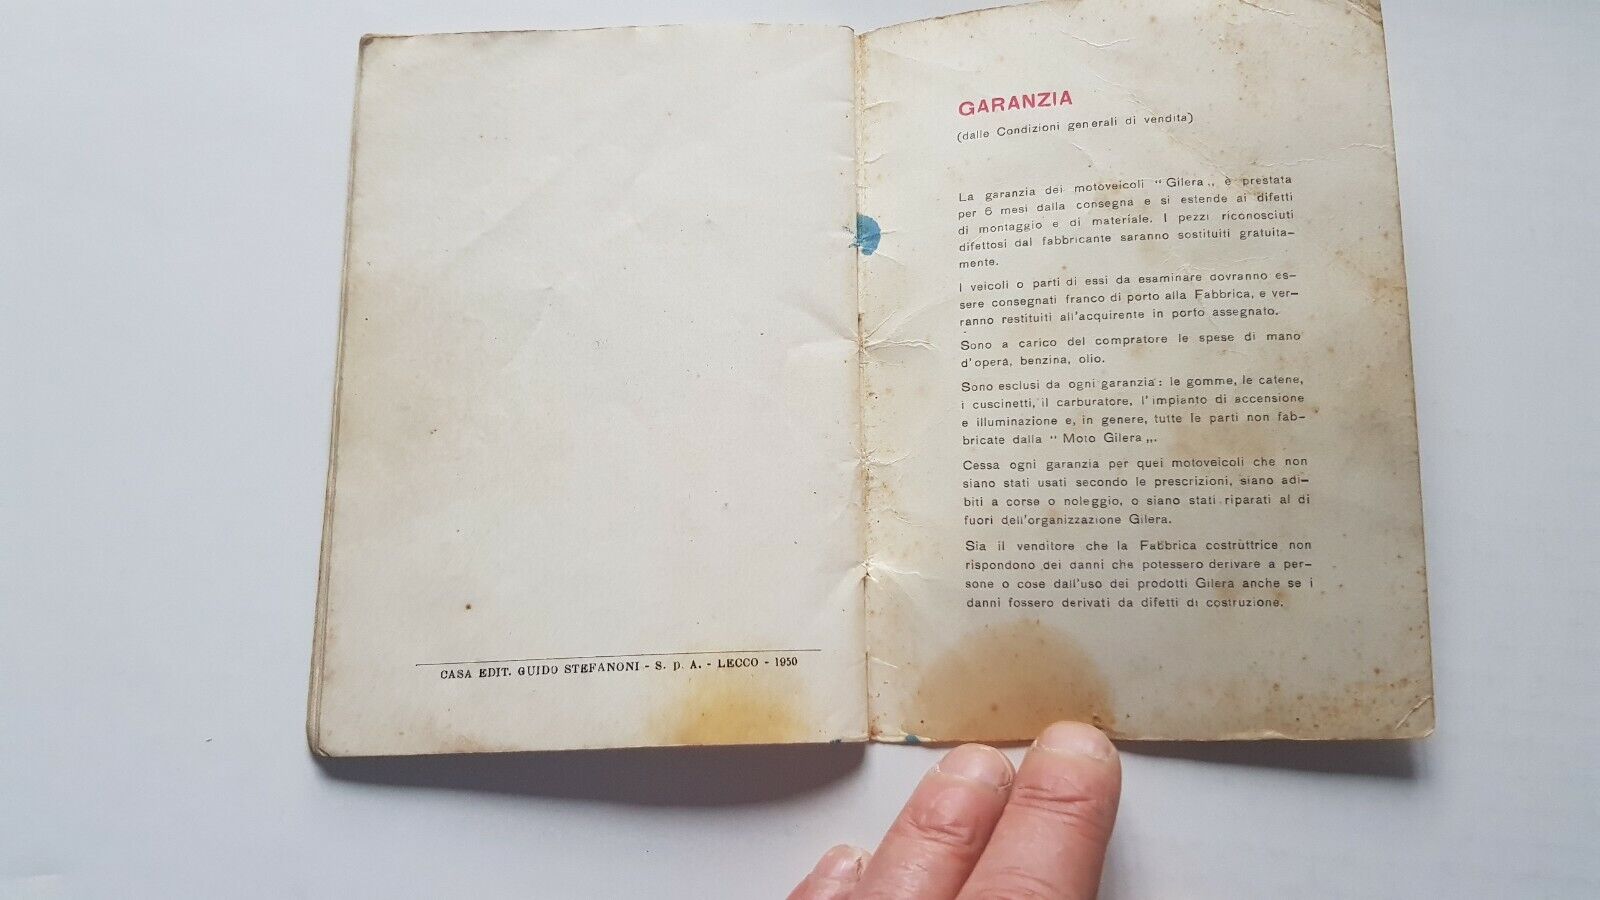 CASA EDIT. GUIDO STEFANONI - S. p. A. - LECCO - 1950
GARANZIA
(dalle Condizioni generali di vendita)
La garanzia dei motoveicoli “Gilera„ è prestata
per 6 mesi dalla consegna e si estende ai difetti
di montaggio e di materiale. I pezzi riconosciuti
difettosi dal fabbricante saranno sostituiti gratuita-
mente.
I veicoli o parti di essi da esaminare dovranno es-
sere consegnati franco di porto alla Fabbrica, e ver-
ranno restituiti all'acquirente in porto assegnato.
Sono a carico del compratore le spese di mano
d'opera, benzina, olio.
Sono esclusi da ogni garanzia: le gomme, le catene,
i cuscinetti, il carburatore, l'impianto di accensione
e illuminazione e, in genere, tutte le parti non fab-
bricate dalla “ Moto Gilera„.
Cessa ogni garanzia per quei motoveicoli che non
siano stati usati secondo le prescrizioni, siano adi-
biti a corse o noleggio, o siano stati riparati al di
fuori dell'organizzazione Gilera.
Sia il venditore che la Fabbrica costruttrice non
rispondono dei danni che potessero derivare a per-
sone o cose dall'uso dei prodotti Gilera anche se i
danni fossero derivati da difetti di costruzione.